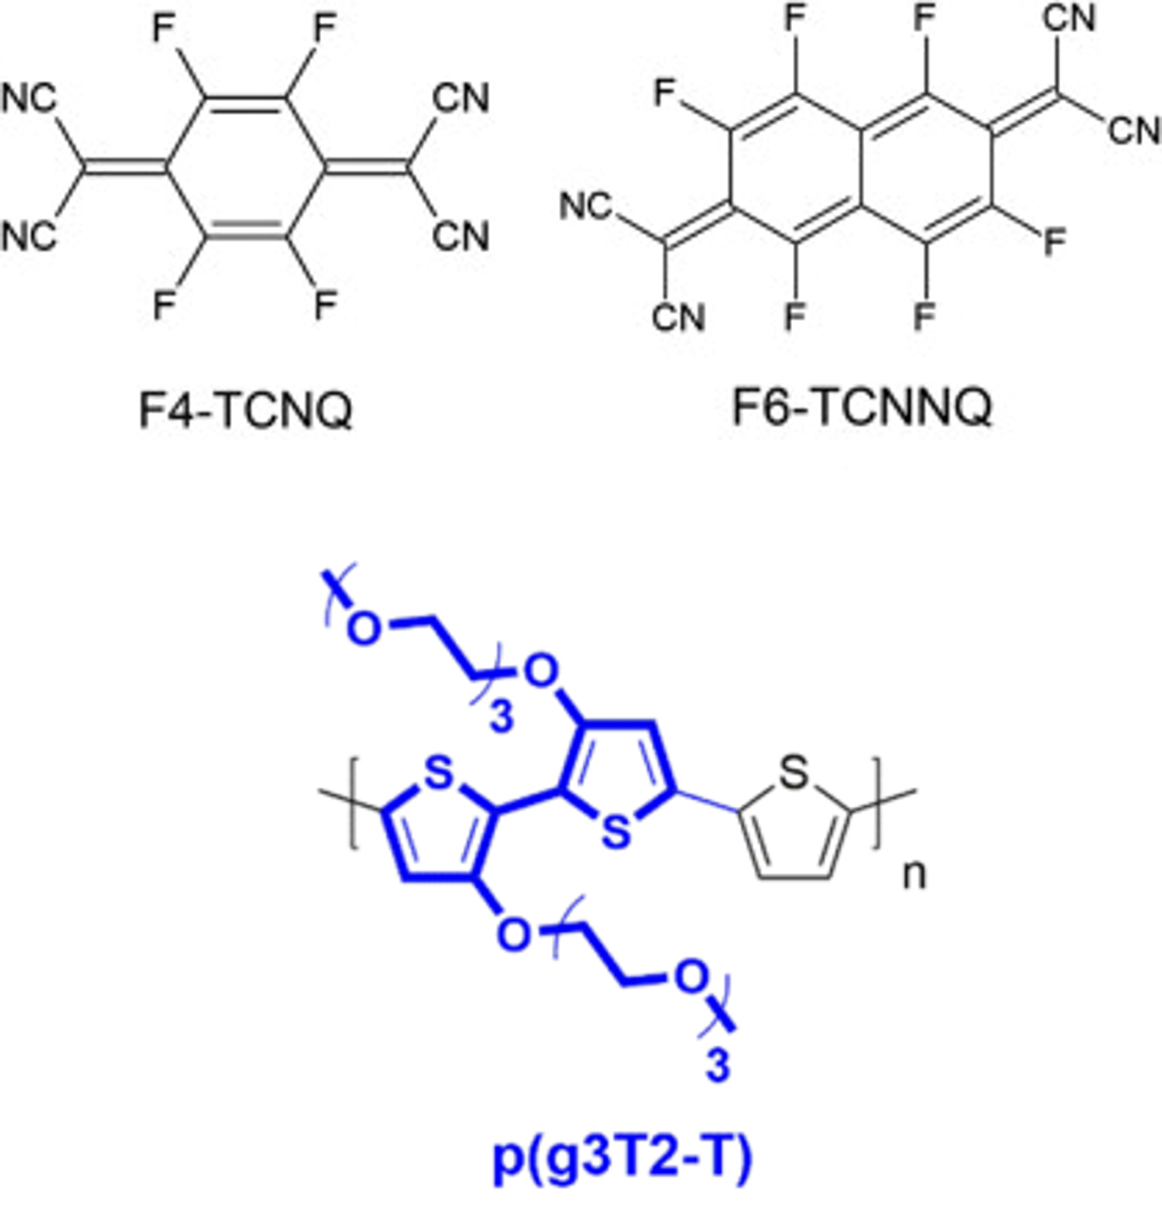 F F
NC CN
NC CN
F F
F4-TCNQ
F F CN
F CN
NC F
CN F F
F6-TCNNQ
O O
3
S S S
n
O O
3
p(g3T2-T)